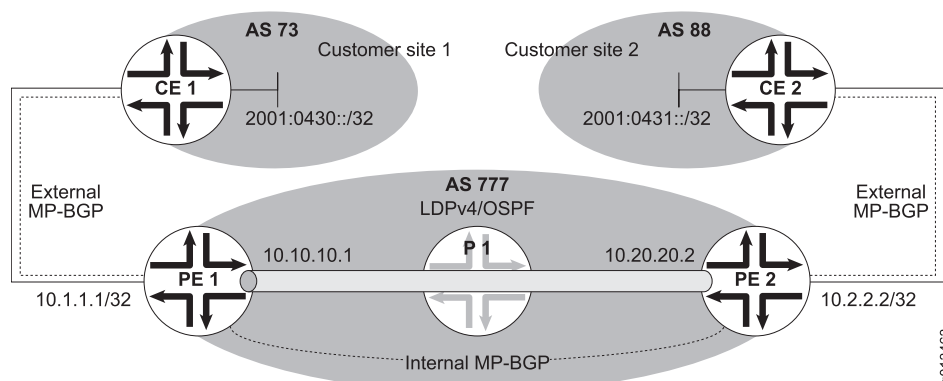 AS 73
Customer site 1
CE 1
2001:0430::/32
AS 88
Customer site 2
CE 2
2001:0431::/32
External
MP-BGP
External
MP-BGP
AS 777
LDPv4/OSPF
P 1
10.10.10.1
10.20.20.2
PE 1
PE 2
10.1.1.1/32
10.2.2.2/32
Internal MP-BGP